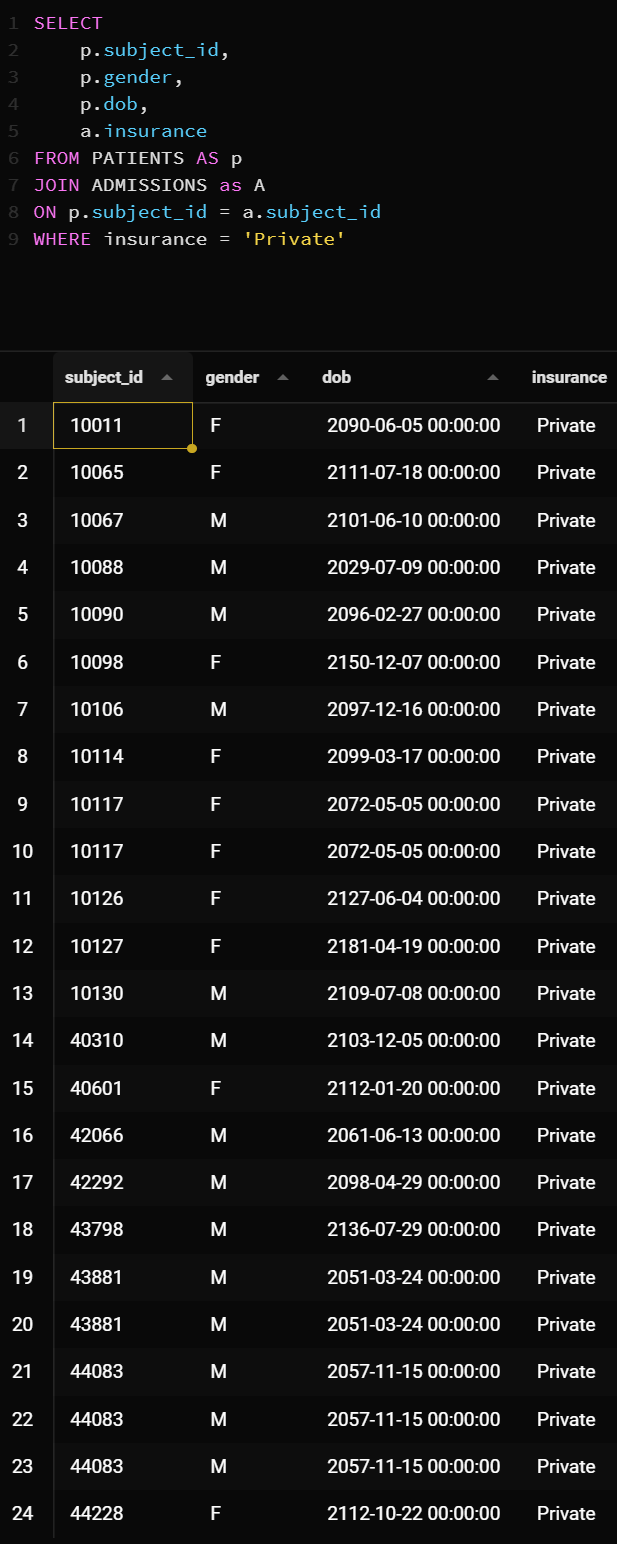 1 SELECT
2 p.subject_id,
3 p.gender,
4 p.dob,
5 a.insurance
6 FROM PATIENTS AS p
7 JOIN ADMISSIONS as A
8 ON p.subject_id = a.subject_id
9 WHERE insurance = 'Private'
subject_id gender dob insurance
1 10011 F 2090-06-05 00:00:00 Private
2 10065 F 2111-07-18 00:00:00 Private
3 10067 M 2101-06-10 00:00:00 Private
4 10088 M 2029-07-09 00:00:00 Private
5 10090 M 2096-02-27 00:00:00 Private
6 10098 F 2150-12-07 00:00:00 Private
7 10106 M 2097-12-16 00:00:00 Private
8 10114 F 2099-03-17 00:00:00 Private
9 10117 F 2072-05-05 00:00:00 Private
10 10117 F 2072-05-05 00:00:00 Private
11 10126 F 2127-06-04 00:00:00 Private
12 10127 F 2181-04-19 00:00:00 Private
13 10130 M 2109-07-08 00:00:00 Private
14 40310 M 2103-12-05 00:00:00 Private
15 40601 F 2112-01-20 00:00:00 Private
16 42066 M 2061-06-13 00:00:00 Private
17 42292 M 2098-04-29 00:00:00 Private
18 43798 M 2136-07-29 00:00:00 Private
19 43881 M 2051-03-24 00:00:00 Private
20 43881 M 2051-03-24 00:00:00 Private
21 44083 M 2057-11-15 00:00:00 Private
22 44083 M 2057-11-15 00:00:00 Private
23 44083 M 2057-11-15 00:00:00 Private
24 44228 F 2112-10-22 00:00:00 Private